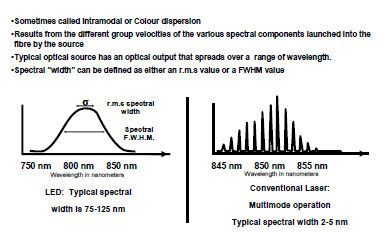 •Sometimes called Intramodal or Colour dispersion
•Results from the different group velocities of the various spectral components launched into the
fibre by the source
•Typical optical source has an optical output that spreads over a range of wavelength.
•Spectral "width" can be defined as either an r.m.s value or a FWHM value
σ
r.m.s spectral
width
Spectral
F.W.H.M.
750 nm 800 nm 850 nm
Wavelength in nanometers
LED: Typical spectral
width is 75-125 nm
845 nm 850 nm 855 nm
Wavelength in nanometers
Conventional Laser:
Multimode operation
Typical spectral width 2-5 nm